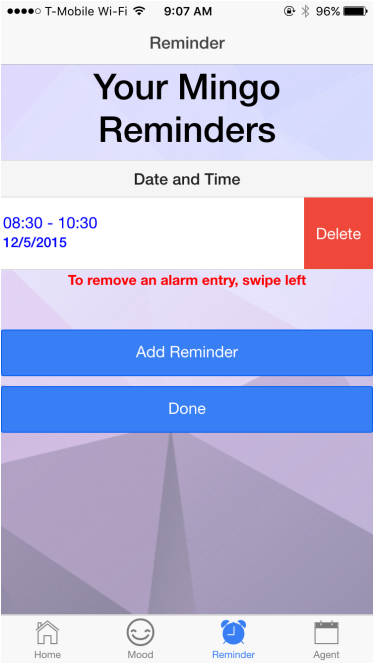 T-Mobile Wi-Fi 9:07 AM 96%
Reminder
Your Mingo
Reminders
Date and Time
08:30 - 10:30
12/5/2015
Delete
To remove an alarm entry, swipe left
Add Reminder
Done
Home Mood Reminder Agent